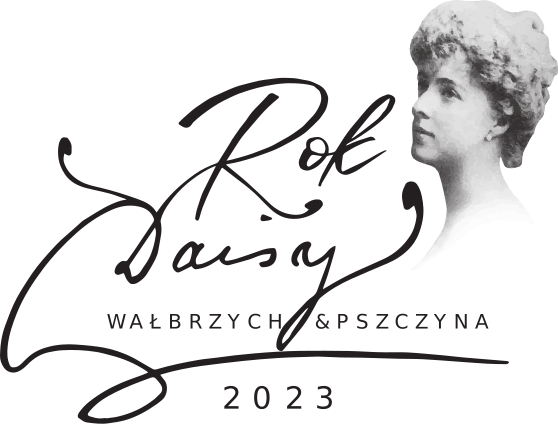 Rok
Daisy
WAŁBRZYCH & PSZCZYNA
2023